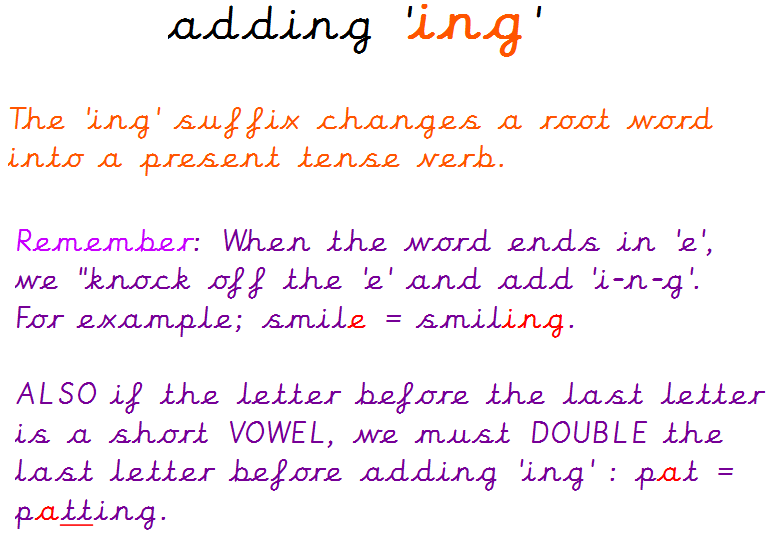 adding 'ing'
The 'ing' suffix changes a root word
into a present tense verb.
Remember: When the word ends in 'e',
we "knock off the 'e' and add 'i-n-g'.
For example; smile = smiling.
ALSO if the letter before the last letter
is a short VOWEL, we must DOUBLE the
last letter before adding 'ing' : pat =
patting.